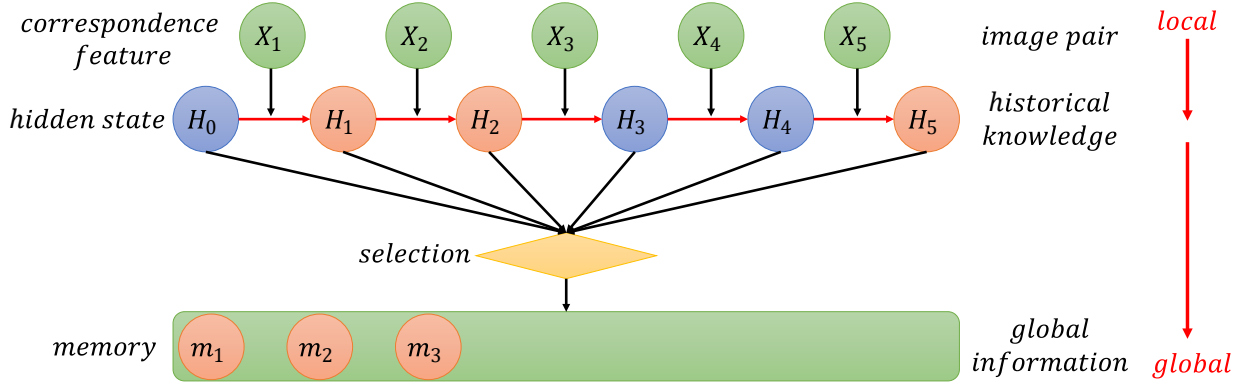 correspondence
feature
X1
X2
X3
X4
X5
image pair
local
hidden state
H0
H1
H2
H3
H4
H5
historical
knowledge
selection
memory
m1
m2
m3
global
information
global